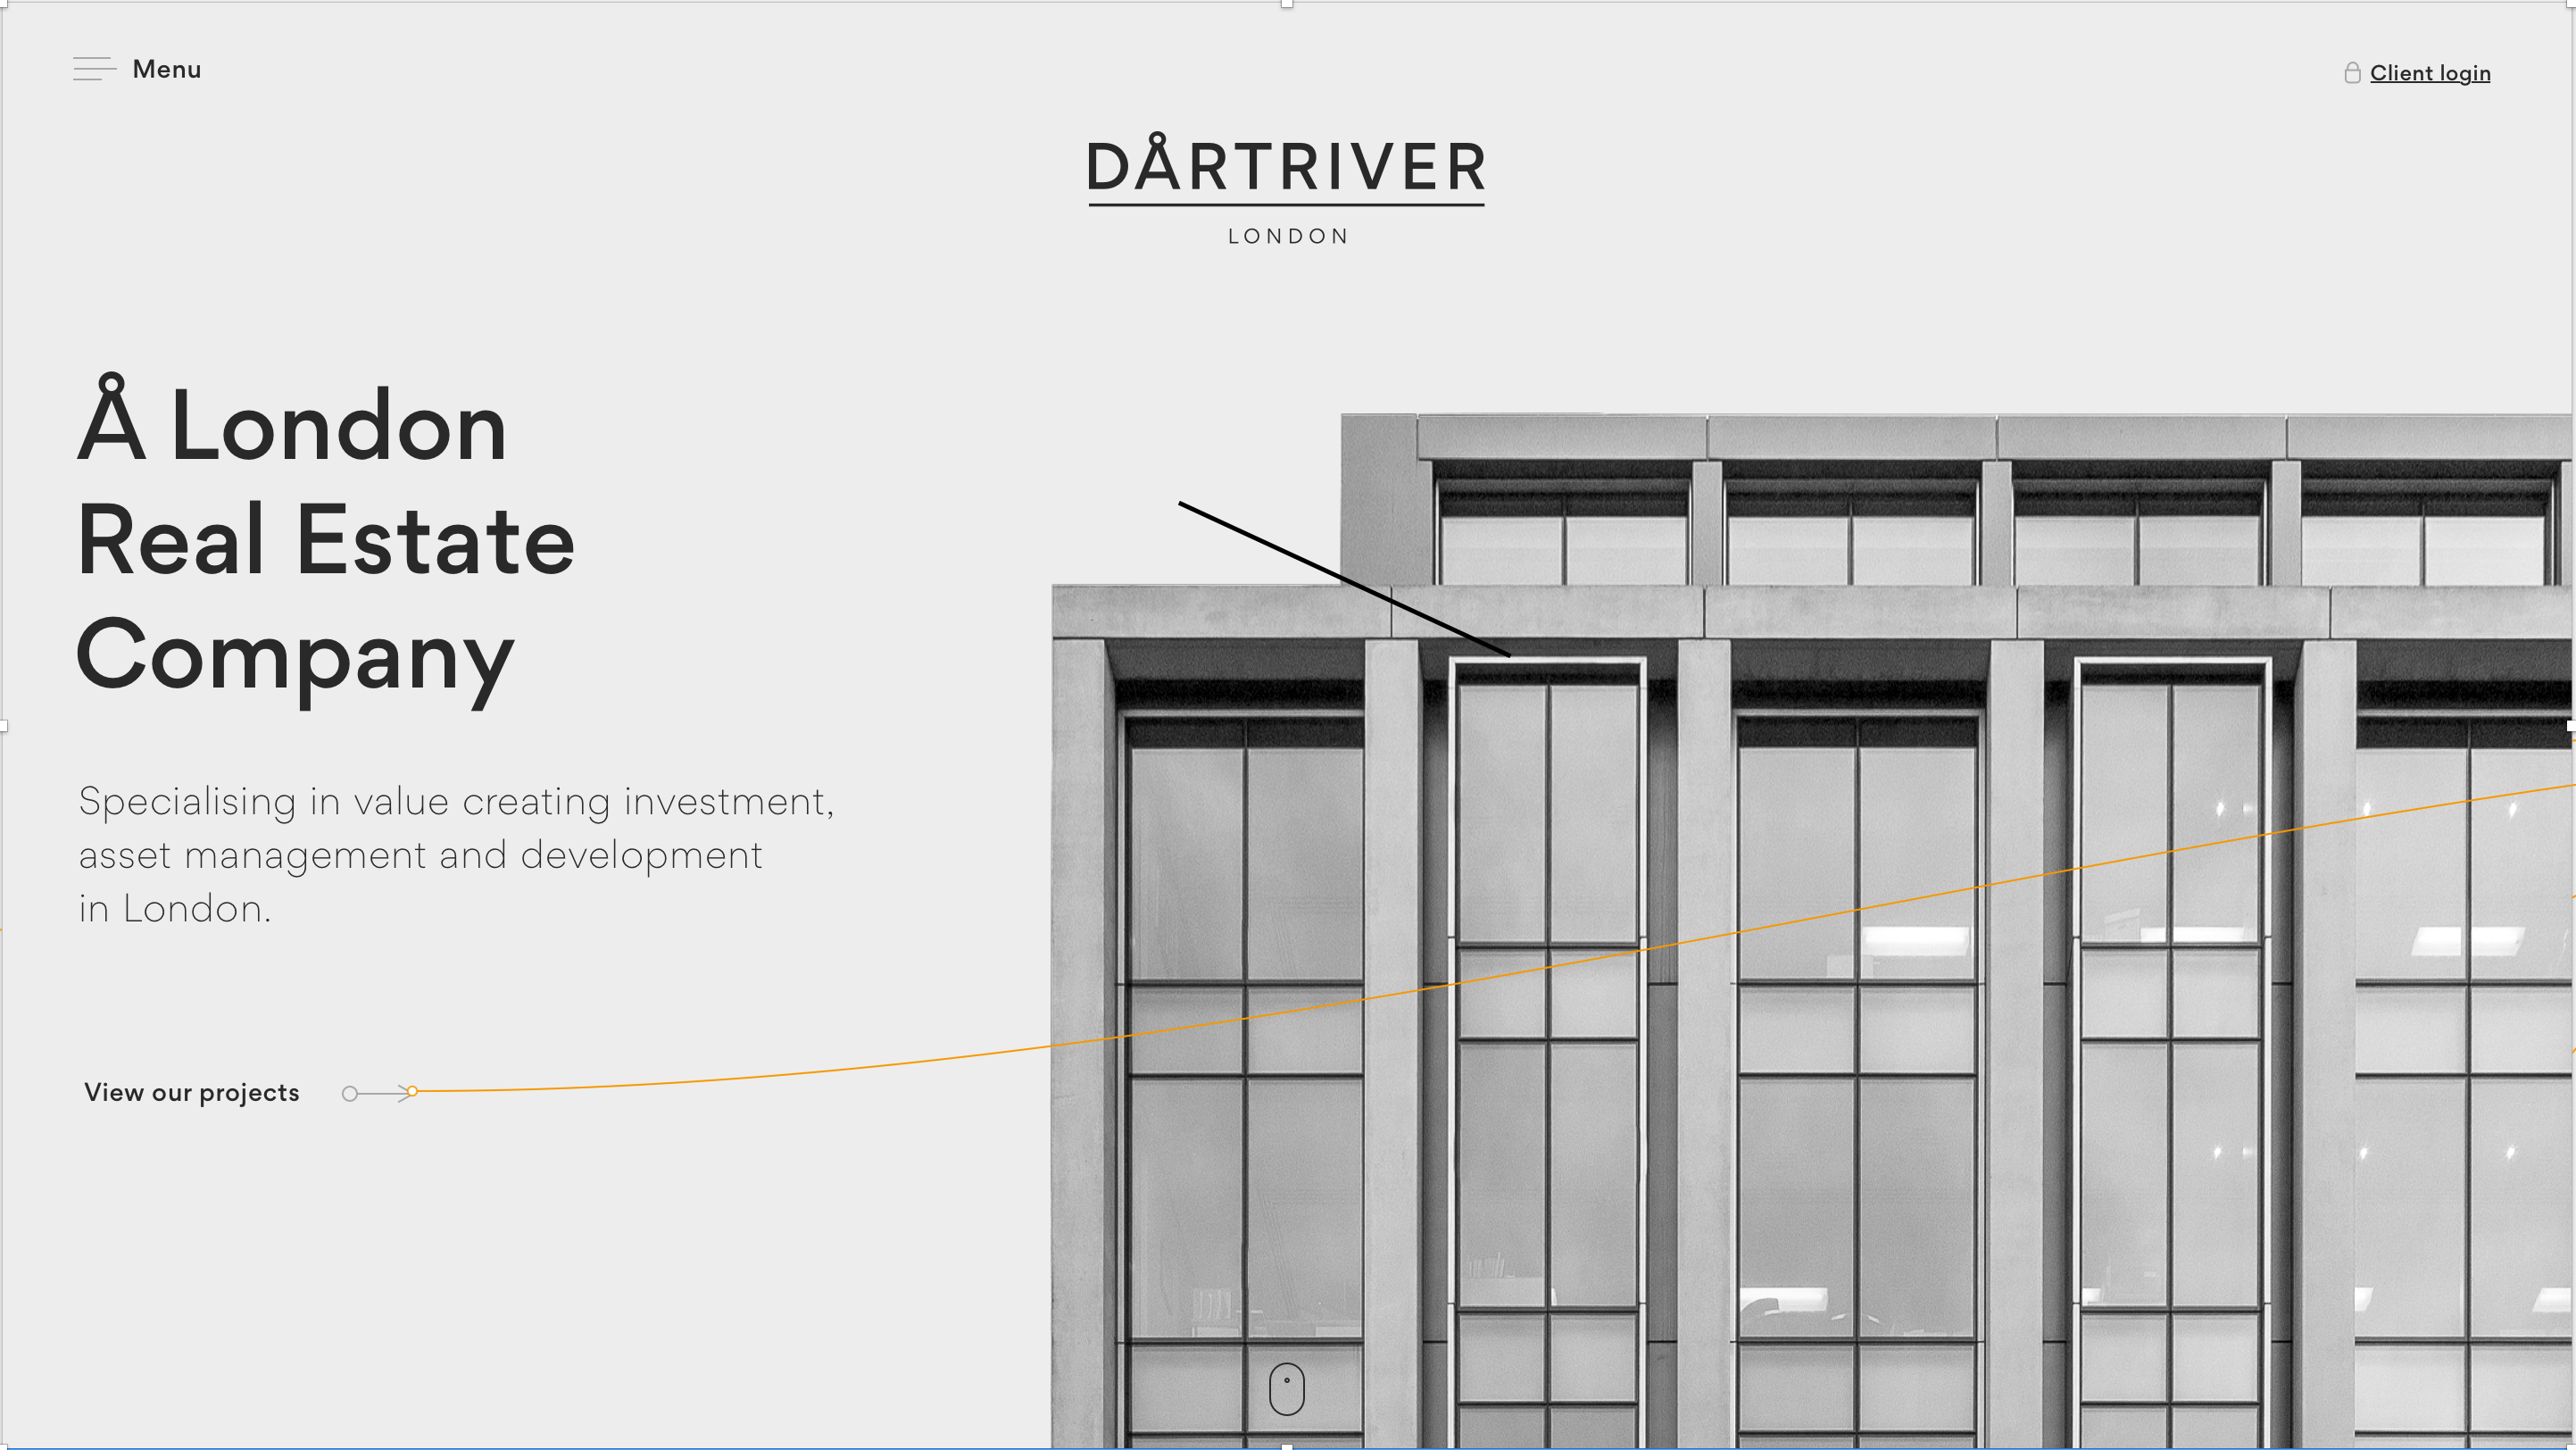 Menu
Client login
DÅRTRIVER
LONDON
Å London
Real Estate
Company
Specialising in value creating investment,
asset management and development
in London.
View our projects